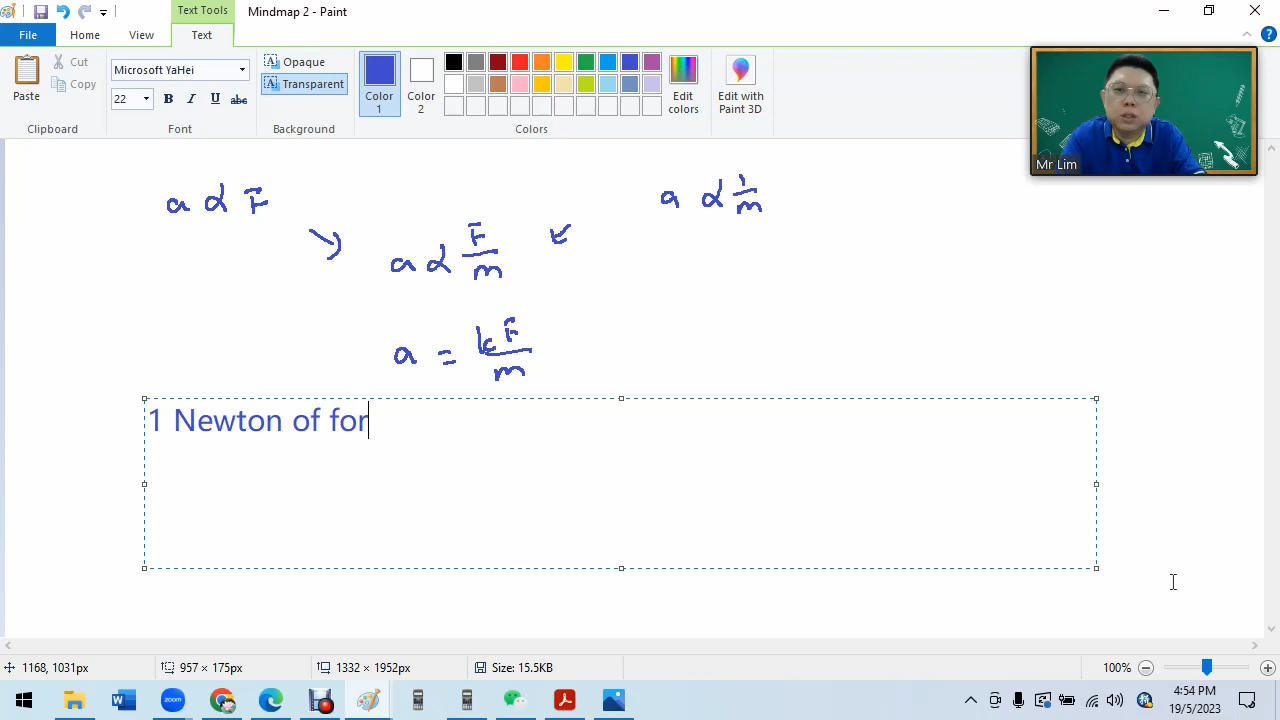 Text Tools
Mindmap 2 - Paint
File
Home
View
Text
Paste
Cut
Copy
Clipboard
Microsoft YaHei
22
B
I
U
abc
Font
A
Opaque
A
Transparent
Background
Color 1
Color 2
Edit colors
Colors
Edit with Paint 3D
Mr Lim
a ∝ F
a ∝ 1/m
a ∝ F/m
a = kF/m
1 Newton of for
1168, 1031px
957 × 175px
1332 × 1952px
Size: 15.5KB
100%
W
zoom
4:54 PM
19/5/2023